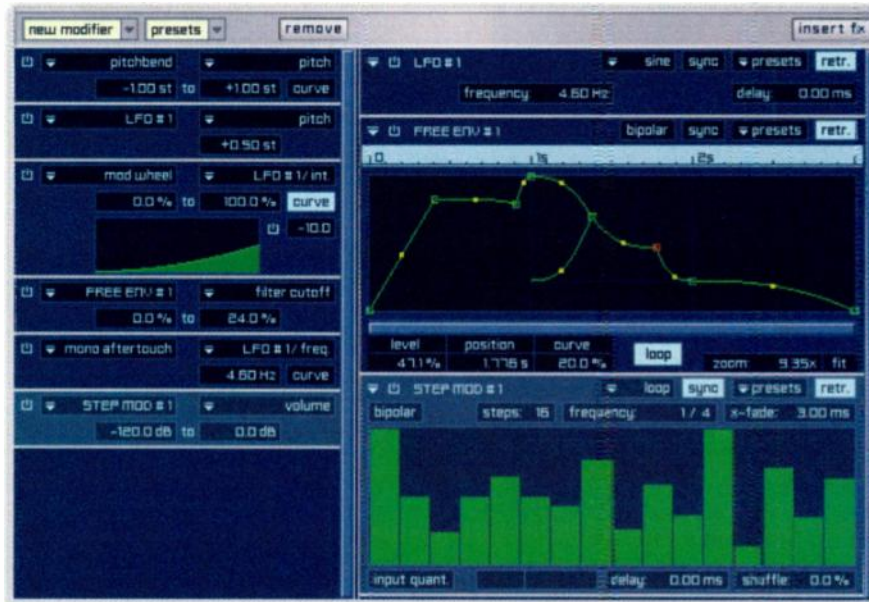 new modifier presets remove insert fx
pitchbend pitch
-1.00 st to +1.00 st curve
LFO # 1 pitch
+0.50 st
mod wheel LFO # 1/ int.
0.0 % to 100.0 % curve
-10.0
FREE ENV # 1 filter cutoff
0.0 % to 24.0 %
mono aftertouch LFO # 1/ freq.
4.60 Hz curve
STEP MOD # 1 volume
-120.0 dB to 0.0 dB
LFO # 1 sine sync presets retr.
frequency: 4.60 Hz delay: 0.00 ms
FREE ENV # 1 bipolar sync presets retr.
0 1s 2s
level position curve
47.1 % 1.776 s 20.0 % loop zoom: 9.35x fit
STEP MOD # 1 loop sync presets retr.
bipolar steps: 16 frequency: 1 / 4 x-fade: 3.00 ms
input quant. delay: 0.00 ms shuffle: 0.0 %